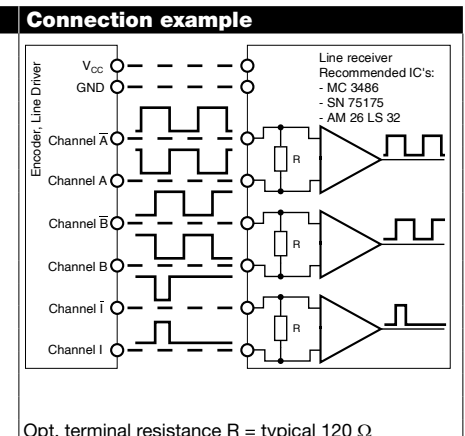 Connection example
Encoder, Line Driver
V_CC
GND
Channel A̅
Channel A
Channel B̅
Channel B
Channel I̅
Channel I
Line receiver
Recommended IC's:
- MC 3486
- SN 75175
- AM 26 LS 32
R
R
R
Opt. terminal resistance R = typical 120 Ω